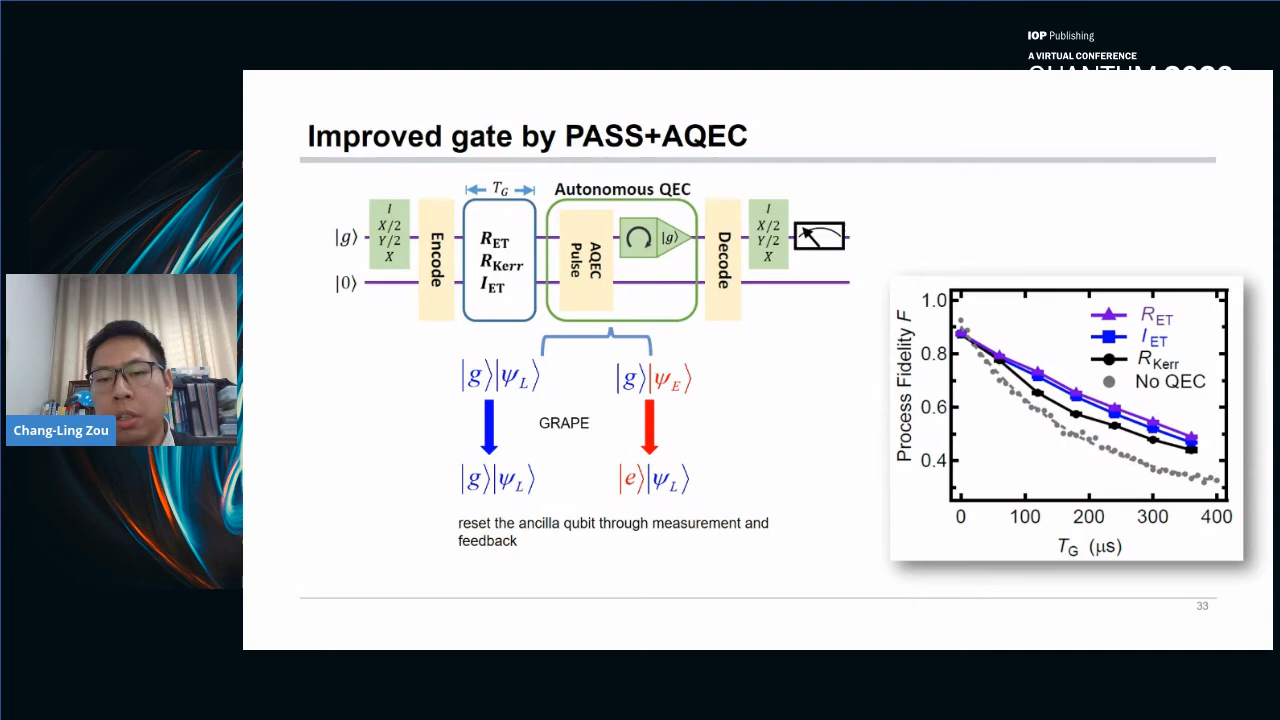 IOP Publishing
A VIRTUAL CONFERENCE
Improved gate by PASS+AQEC
T_G
Autonomous QEC
|g⟩
|0⟩
I
X/2
Y/2
X
Encode
R_ET
R_Kerr
I_ET
AQEC
Pulse
|g⟩
Decode
I
X/2
Y/2
X
|g⟩|ψ_L⟩
|g⟩|ψ_E⟩
GRAPE
|g⟩|ψ_L⟩
|e⟩|ψ_L⟩
reset the ancilla qubit through measurement and
feedback
Process Fidelity F
1.0
0.8
0.6
0.4
R_ET
I_ET
R_Kerr
No QEC
0 100 200 300 400
T_G (μs)
33
Chang-Ling Zou